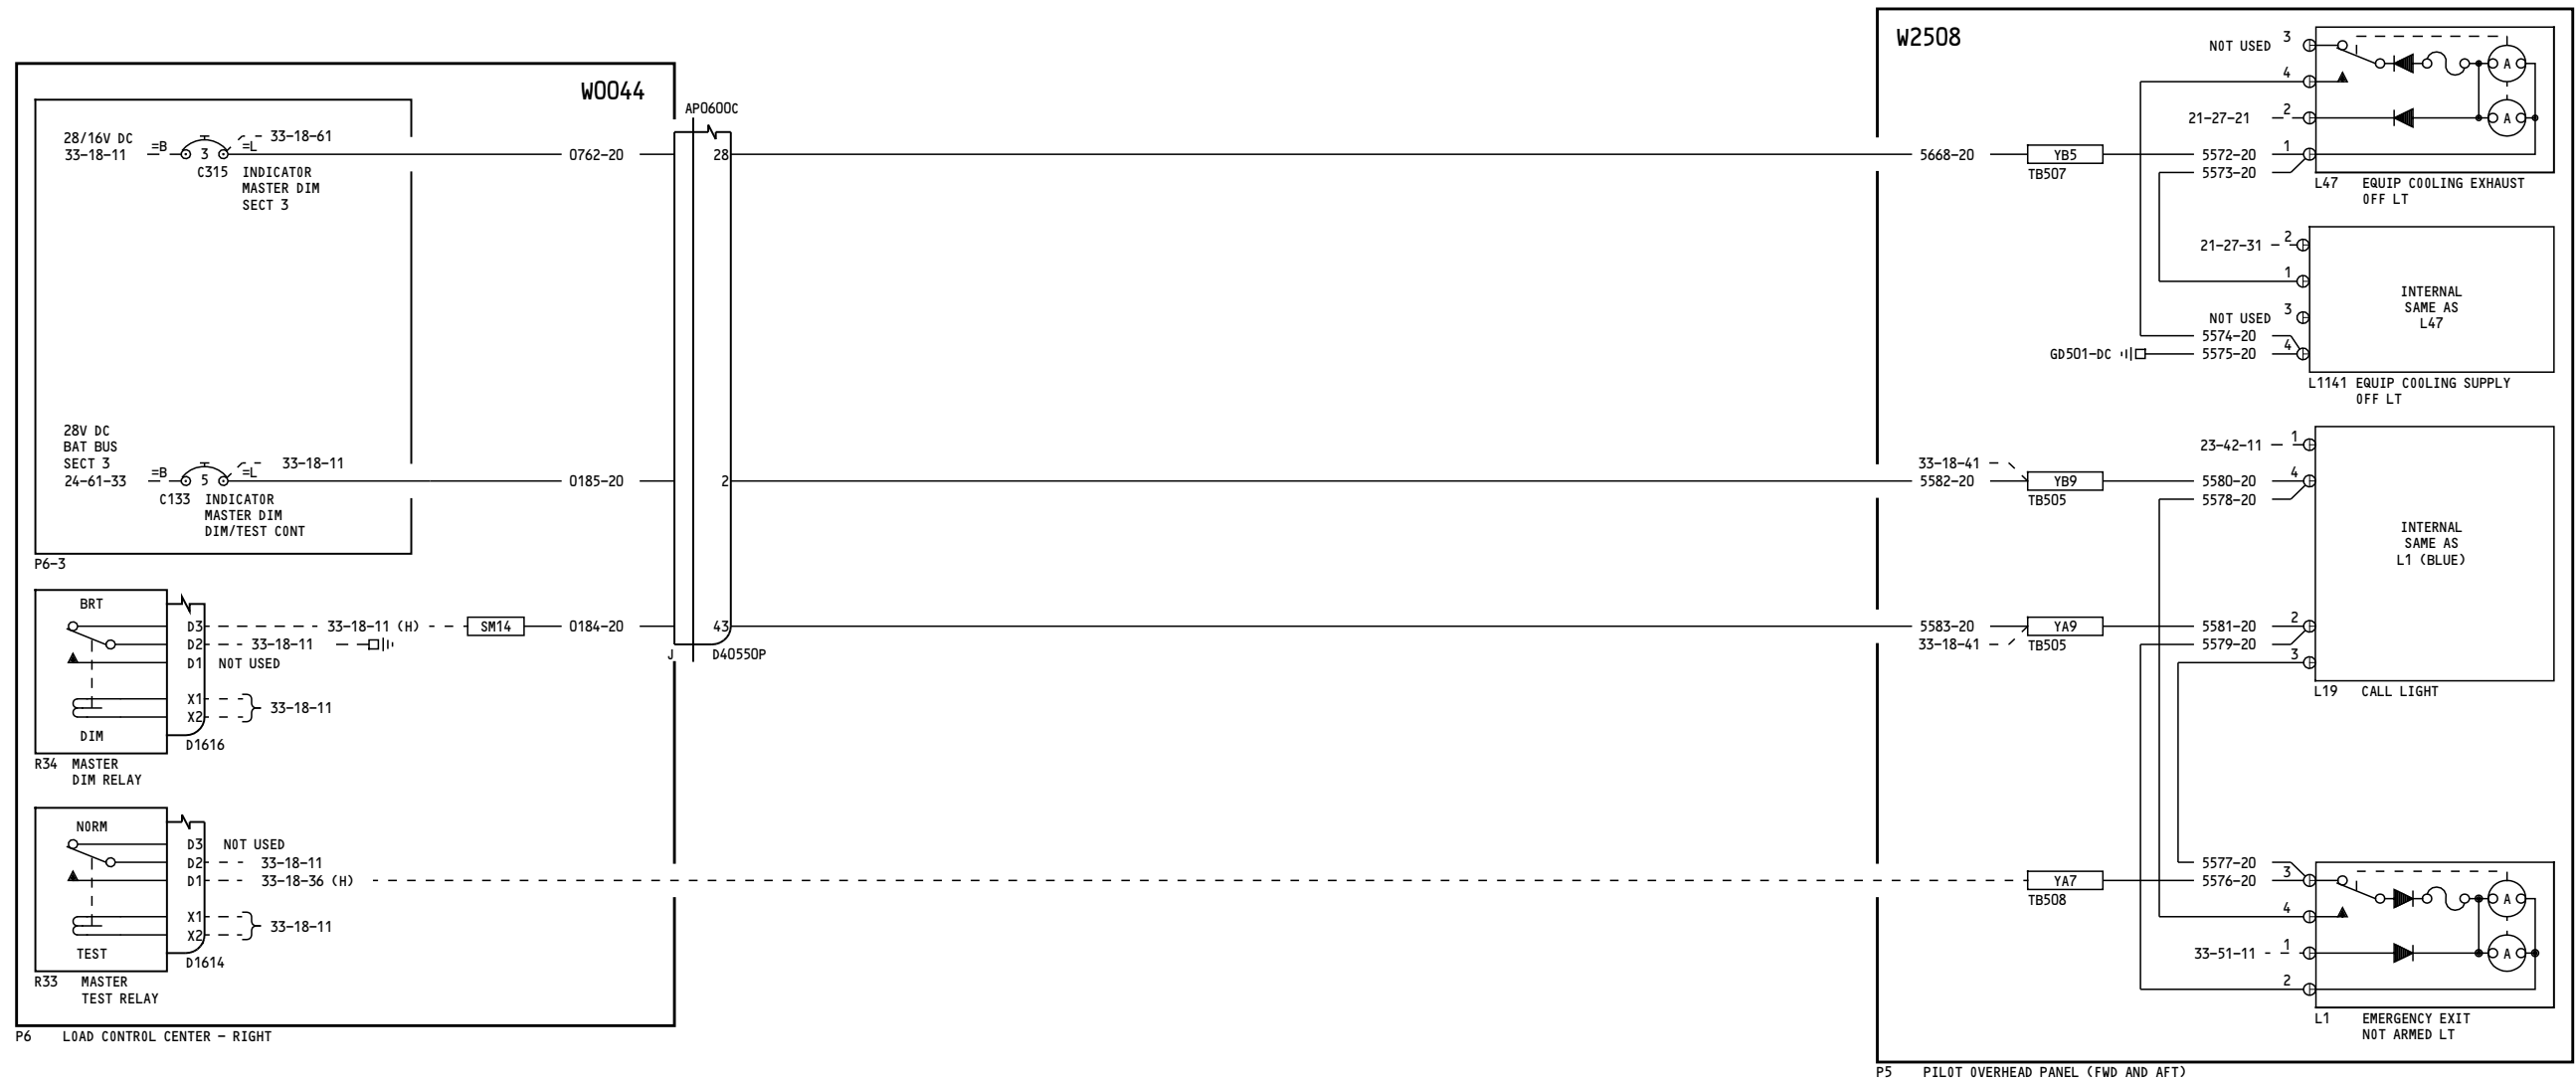 W0044
AP0600C
28/16V DC
33-18-11
=B
3
=L
33-18-61
C315 INDICATOR
MASTER DIM
SECT 3
0762-20
28
28V DC
BAT BUS
SECT 3
24-61-33
=B
5
=L
33-18-11
C133 INDICATOR
MASTER DIM
DIM/TEST CONT
0185-20
2
P6-3
BRT
D3
33-18-11 (H)
SM14
0184-20
43
D2
33-18-11
D1
NOT USED
J
D40550P
X1
X2
33-18-11
DIM
D1616
R34 MASTER
DIM RELAY
NORM
D3
NOT USED
D2
33-18-11
D1
33-18-36 (H)
X1
X2
33-18-11
TEST
D1614
R33 MASTER
TEST RELAY
P6 LOAD CONTROL CENTER - RIGHT
W2508
NOT USED
3
A
4
21-27-21
2
A
5668-20
YB5
TB507
5572-20
1
5573-20
L47 EQUIP COOLING EXHAUST
OFF LT
21-27-31
2
1
INTERNAL
SAME AS
L47
NOT USED
3
5574-20
GD501-DC
5575-20
4
L1141 EQUIP COOLING SUPPLY
OFF LT
23-42-11
1
33-18-41
5582-20
YB9
TB505
5580-20
4
5578-20
INTERNAL
SAME AS
L1 (BLUE)
5583-20
33-18-41
YA9
TB505
5581-20
2
5579-20
3
L19 CALL LIGHT
5577-20
YA7
TB508
5576-20
3
A
4
33-51-11
1
A
2
L1 EMERGENCY EXIT
NOT ARMED LT
P5 PILOT OVERHEAD PANEL (FWD AND AFT)